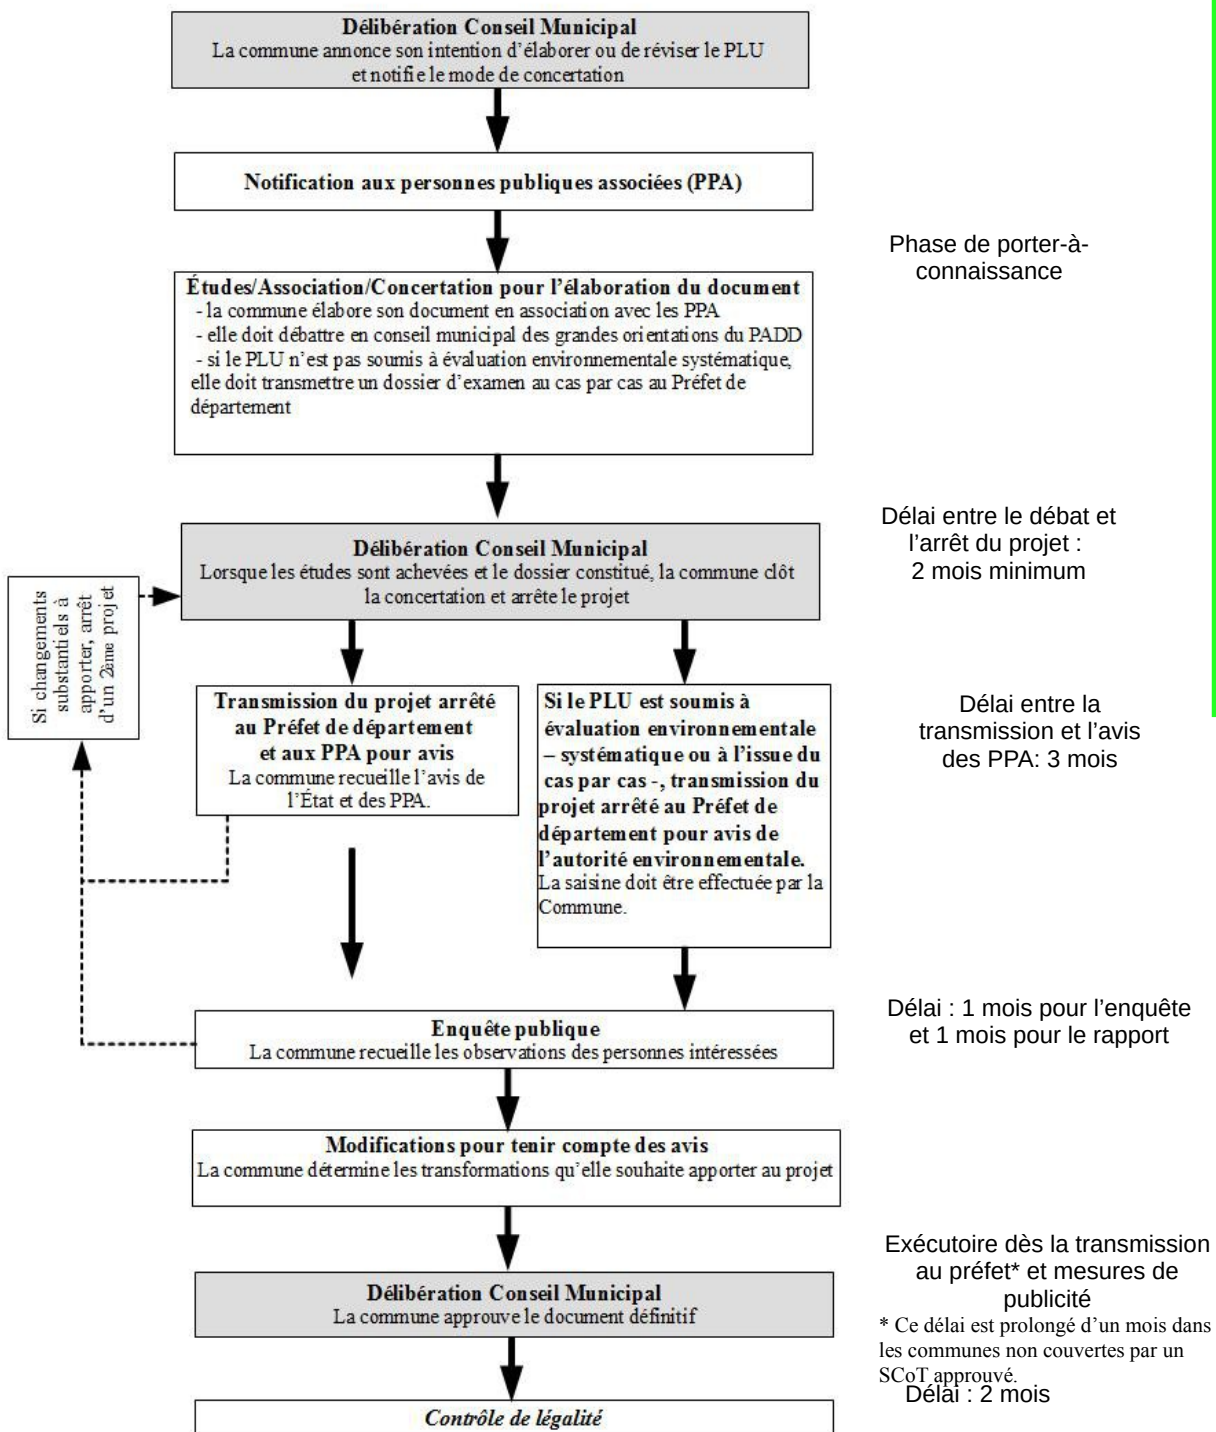 Délibération Conseil Municipal
La commune annonce son intention d'élaborer ou de réviser le PLU
et notifie le mode de concertation
Notification aux personnes publiques associées (PPA)
Phase de porter-à-
connaissance
Études/Association/Concertation pour l'élaboration du document
- la commune élabore son document en association avec les PPA
- elle doit débattre en conseil municipal des grandes orientations du PADD
- si le PLU n'est pas soumis à évaluation environnementale systématique,
elle doit transmettre un dossier d'examen au cas par cas au Préfet de
département
Délai entre le débat et
l'arrêt du projet :
2 mois minimum
Délibération Conseil Municipal
Lorsque les études sont achevées et le dossier constitué, la commune clôt
la concertation et arrête le projet
Si changements
substantiels à
apporter, arrêt
d'un 2ème projet
Transmission du projet arrêté
au Préfet de département
et aux PPA pour avis
La commune recueille l'avis de
l'État et des PPA.
Si le PLU est soumis à
évaluation environnementale
– systématique ou à l'issue du
cas par cas -, transmission du
projet arrêté au Préfet de
département pour avis de
l'autorité environnementale.
La saisine doit être effectuée par la
Commune.
Délai entre la
transmission et l'avis
des PPA: 3 mois
Enquête publique
La commune recueille les observations des personnes intéressées
Délai : 1 mois pour l'enquête
et 1 mois pour le rapport
Modifications pour tenir compte des avis
La commune détermine les transformations qu'elle souhaite apporter au projet
Délibération Conseil Municipal
La commune approuve le document définitif
Exécutoire dès la transmission
au préfet* et mesures de
publicité
* Ce délai est prolongé d'un mois dans
les communes non couvertes par un
SCoT approuvé.
Délai : 2 mois
Contrôle de légalité